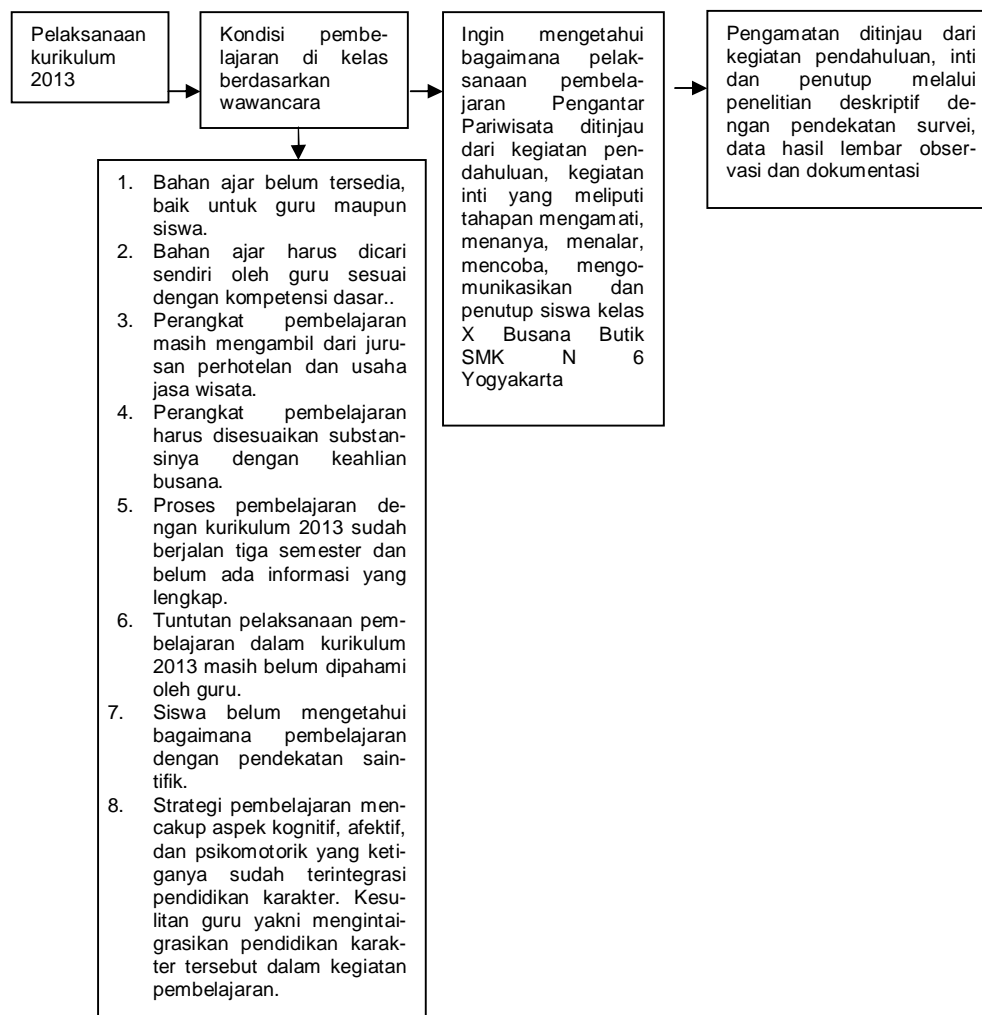 Pelaksanaan
kurikulum
2013
Kondisi pembe-
lajaran di kelas
berdasarkan
wawancara
Ingin mengetahui
bagaimana pelak-
sanaan pembela-
jaran Pengantar
Pariwisata ditinjau
dari kegiatan pen-
dahuluan, kegiatan
inti yang meliputi
tahapan mengamati,
menanya, menalar,
mencoba, mengo-
munikasikan dan
penutup siswa kelas
X Busana Butik
SMK N 6
Yogyakarta
Pengamatan ditinjau dari
kegiatan pendahuluan, inti
dan penutup melalui
penelitian deskriptif de-
ngan pendekatan survei,
data hasil lembar obser-
vasi dan dokumentasi
1. Bahan ajar belum tersedia,
baik untuk guru maupun
siswa.
2. Bahan ajar harus dicari
sendiri oleh guru sesuai
dengan kompetensi dasar..
3. Perangkat pembelajaran
masih mengambil dari juru-
san perhotelan dan usaha
jasa wisata.
4. Perangkat pembelajaran
harus disesuaikan substan-
sinya dengan keahlian
busana.
5. Proses pembelajaran de-
ngan kurikulum 2013 sudah
berjalan tiga semester dan
belum ada informasi yang
lengkap.
6. Tuntutan pelaksanaan pem-
belajaran dalam kurikulum
2013 masih belum dipahami
oleh guru.
7. Siswa belum mengetahui
bagaimana pembelajaran
dengan pendekatan sain-
tifik.
8. Strategi pembelajaran men-
cakup aspek kognitif, afektif,
dan psikomotorik yang keti-
ganya sudah terintegrasi
pendidikan karakter. Kesu-
litan guru yakni mengintai-
grasikan pendidikan karak-
ter tersebut dalam kegiatan
pembelajaran.